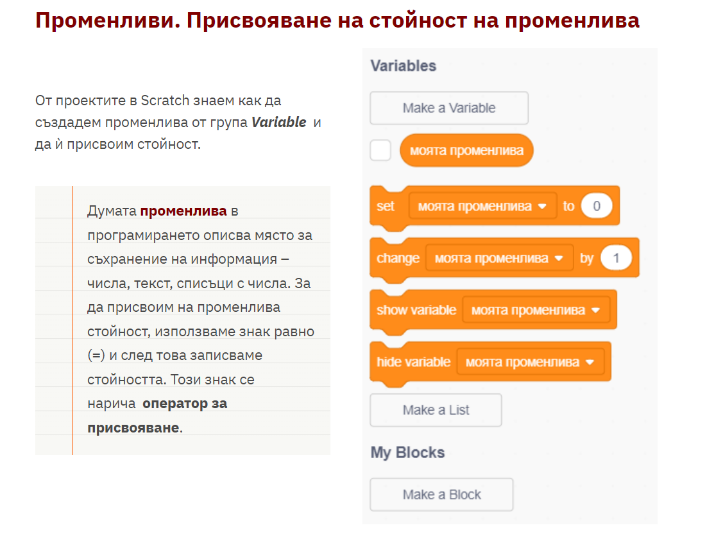 Променливи. Присвояване на стойност на променлива
От проектите в Scratch знаем как да
създадем променлива от група Variable и
да ѝ присвоим стойност.
Думата променлива в
програмирането описва място за
съхранение на информация –
числа, текст, списъци с числа. За
да присвоим на променлива
стойност, използваме знак равно
(=) и след това записваме
стойността. Този знак се
нарича оператор за
присвояване.
Variables
Make a Variable
моята променлива
set моята променлива to 0
change моята променлива by 1
show variable моята променлива
hide variable моята променлива
Make a List
My Blocks
Make a Block